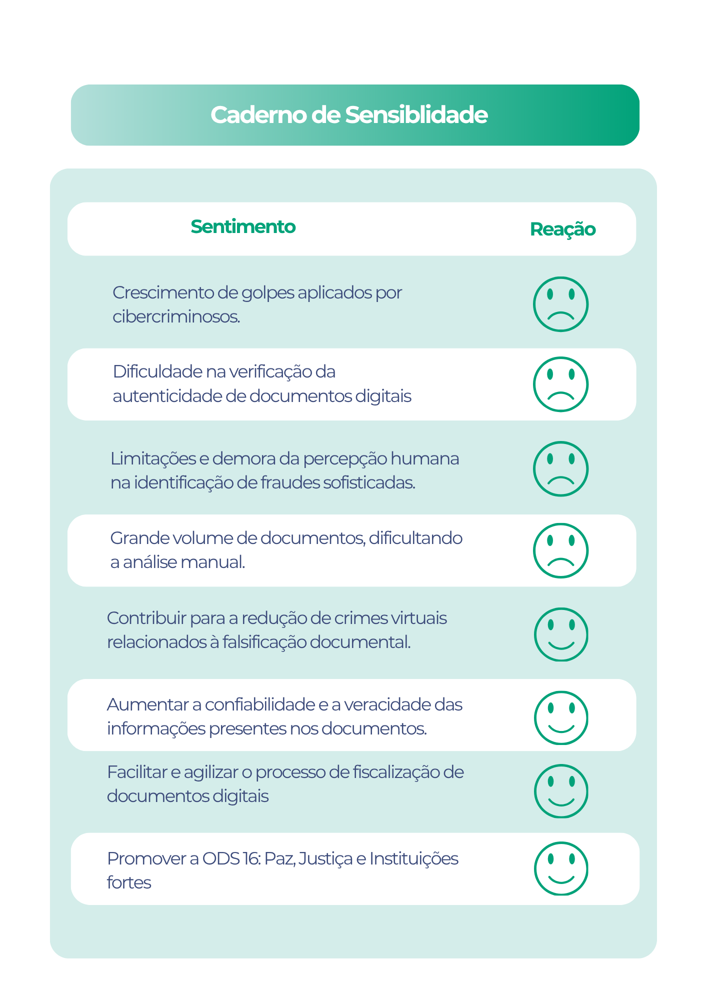 Caderno de Sensiblidade
Sentimento
Reação
Crescimento de golpes aplicados por
cibercriminosos.
Dificuldade na verificação da
autenticidade de documentos digitais
Limitações e demora da percepção humana
na identificação de fraudes sofisticadas.
Grande volume de documentos, dificultando
a análise manual.
Contribuir para a redução de crimes virtuais
relacionados à falsificação documental.
Aumentar a confiabilidade e a veracidade das
informações presentes nos documentos.
Facilitar e agilizar o processo de fiscalização de
documentos digitais
Promover a ODS 16: Paz, Justiça e Instituições
fortes